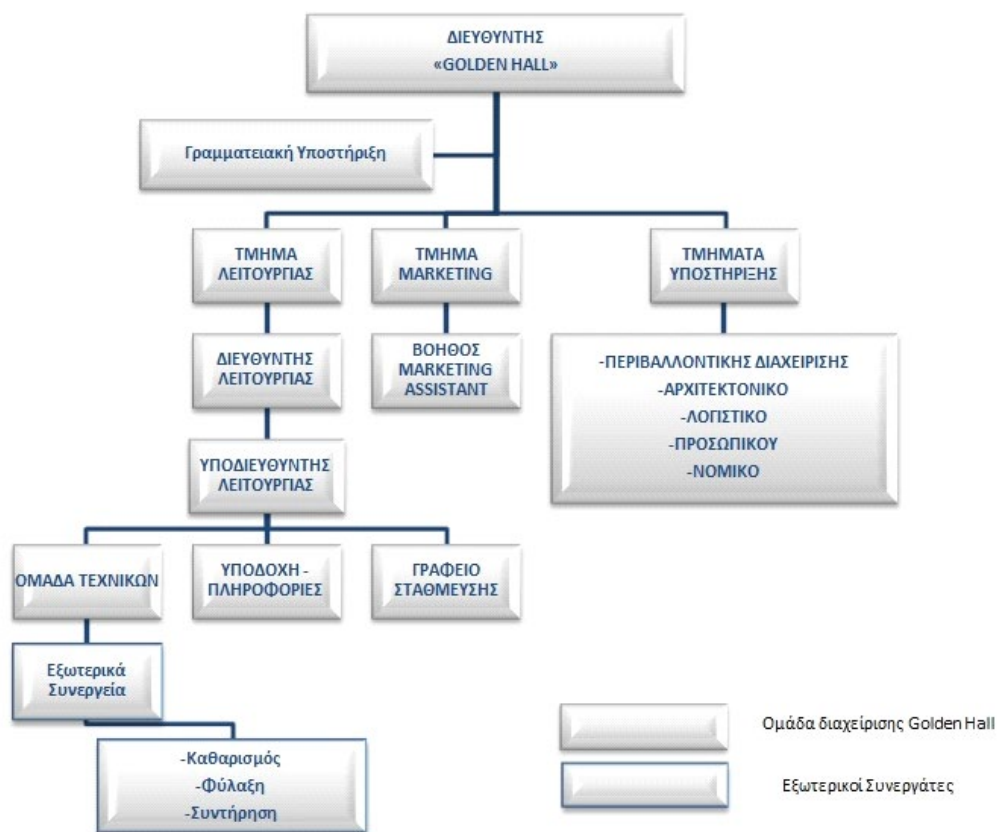 ΔΙΕΥΘΥΝΤΗΣ
«GOLDEN HALL»
Γραμματειακή Υποστήριξη
ΤΜΗΜΑ
ΛΕΙΤΟΥΡΓΙΑΣ
ΤΜΗΜΑ
MARKETING
ΤΜΗΜΑΤΑ
ΥΠΟΣΤΗΡΙΞΗΣ
ΔΙΕΥΘΥΝΤΗΣ
ΛΕΙΤΟΥΡΓΙΑΣ
ΒΟΗΘΟΣ
MARKETING
ASSISTANT
-ΠΕΡΙΒΑΛΛΟΝΤΙΚΗΣ ΔΙΑΧΕΙΡΙΣΗΣ
-ΑΡΧΙΤΕΚΤΟΝΙΚΟ
-ΛΟΓΙΣΤΙΚΟ
-ΠΡΟΣΩΠΙΚΟΥ
-ΝΟΜΙΚΟ
ΥΠΟΔΙΕΥΘΥΝΤΗΣ
ΛΕΙΤΟΥΡΓΙΑΣ
ΟΜΑΔΑ ΤΕΧΝΙΚΩΝ
ΥΠΟΔΟΧΗ -
ΠΛΗΡΟΦΟΡΙΕΣ
ΓΡΑΦΕΙΟ
ΣΤΑΘΜΕΥΣΗΣ
Εξωτερικά
Συνεργεία
-Καθαρισμός
-Φύλαξη
-Συντήρηση
Ομάδα διαχείρισης Golden Hall
Εξωτερικοί Συνεργάτες